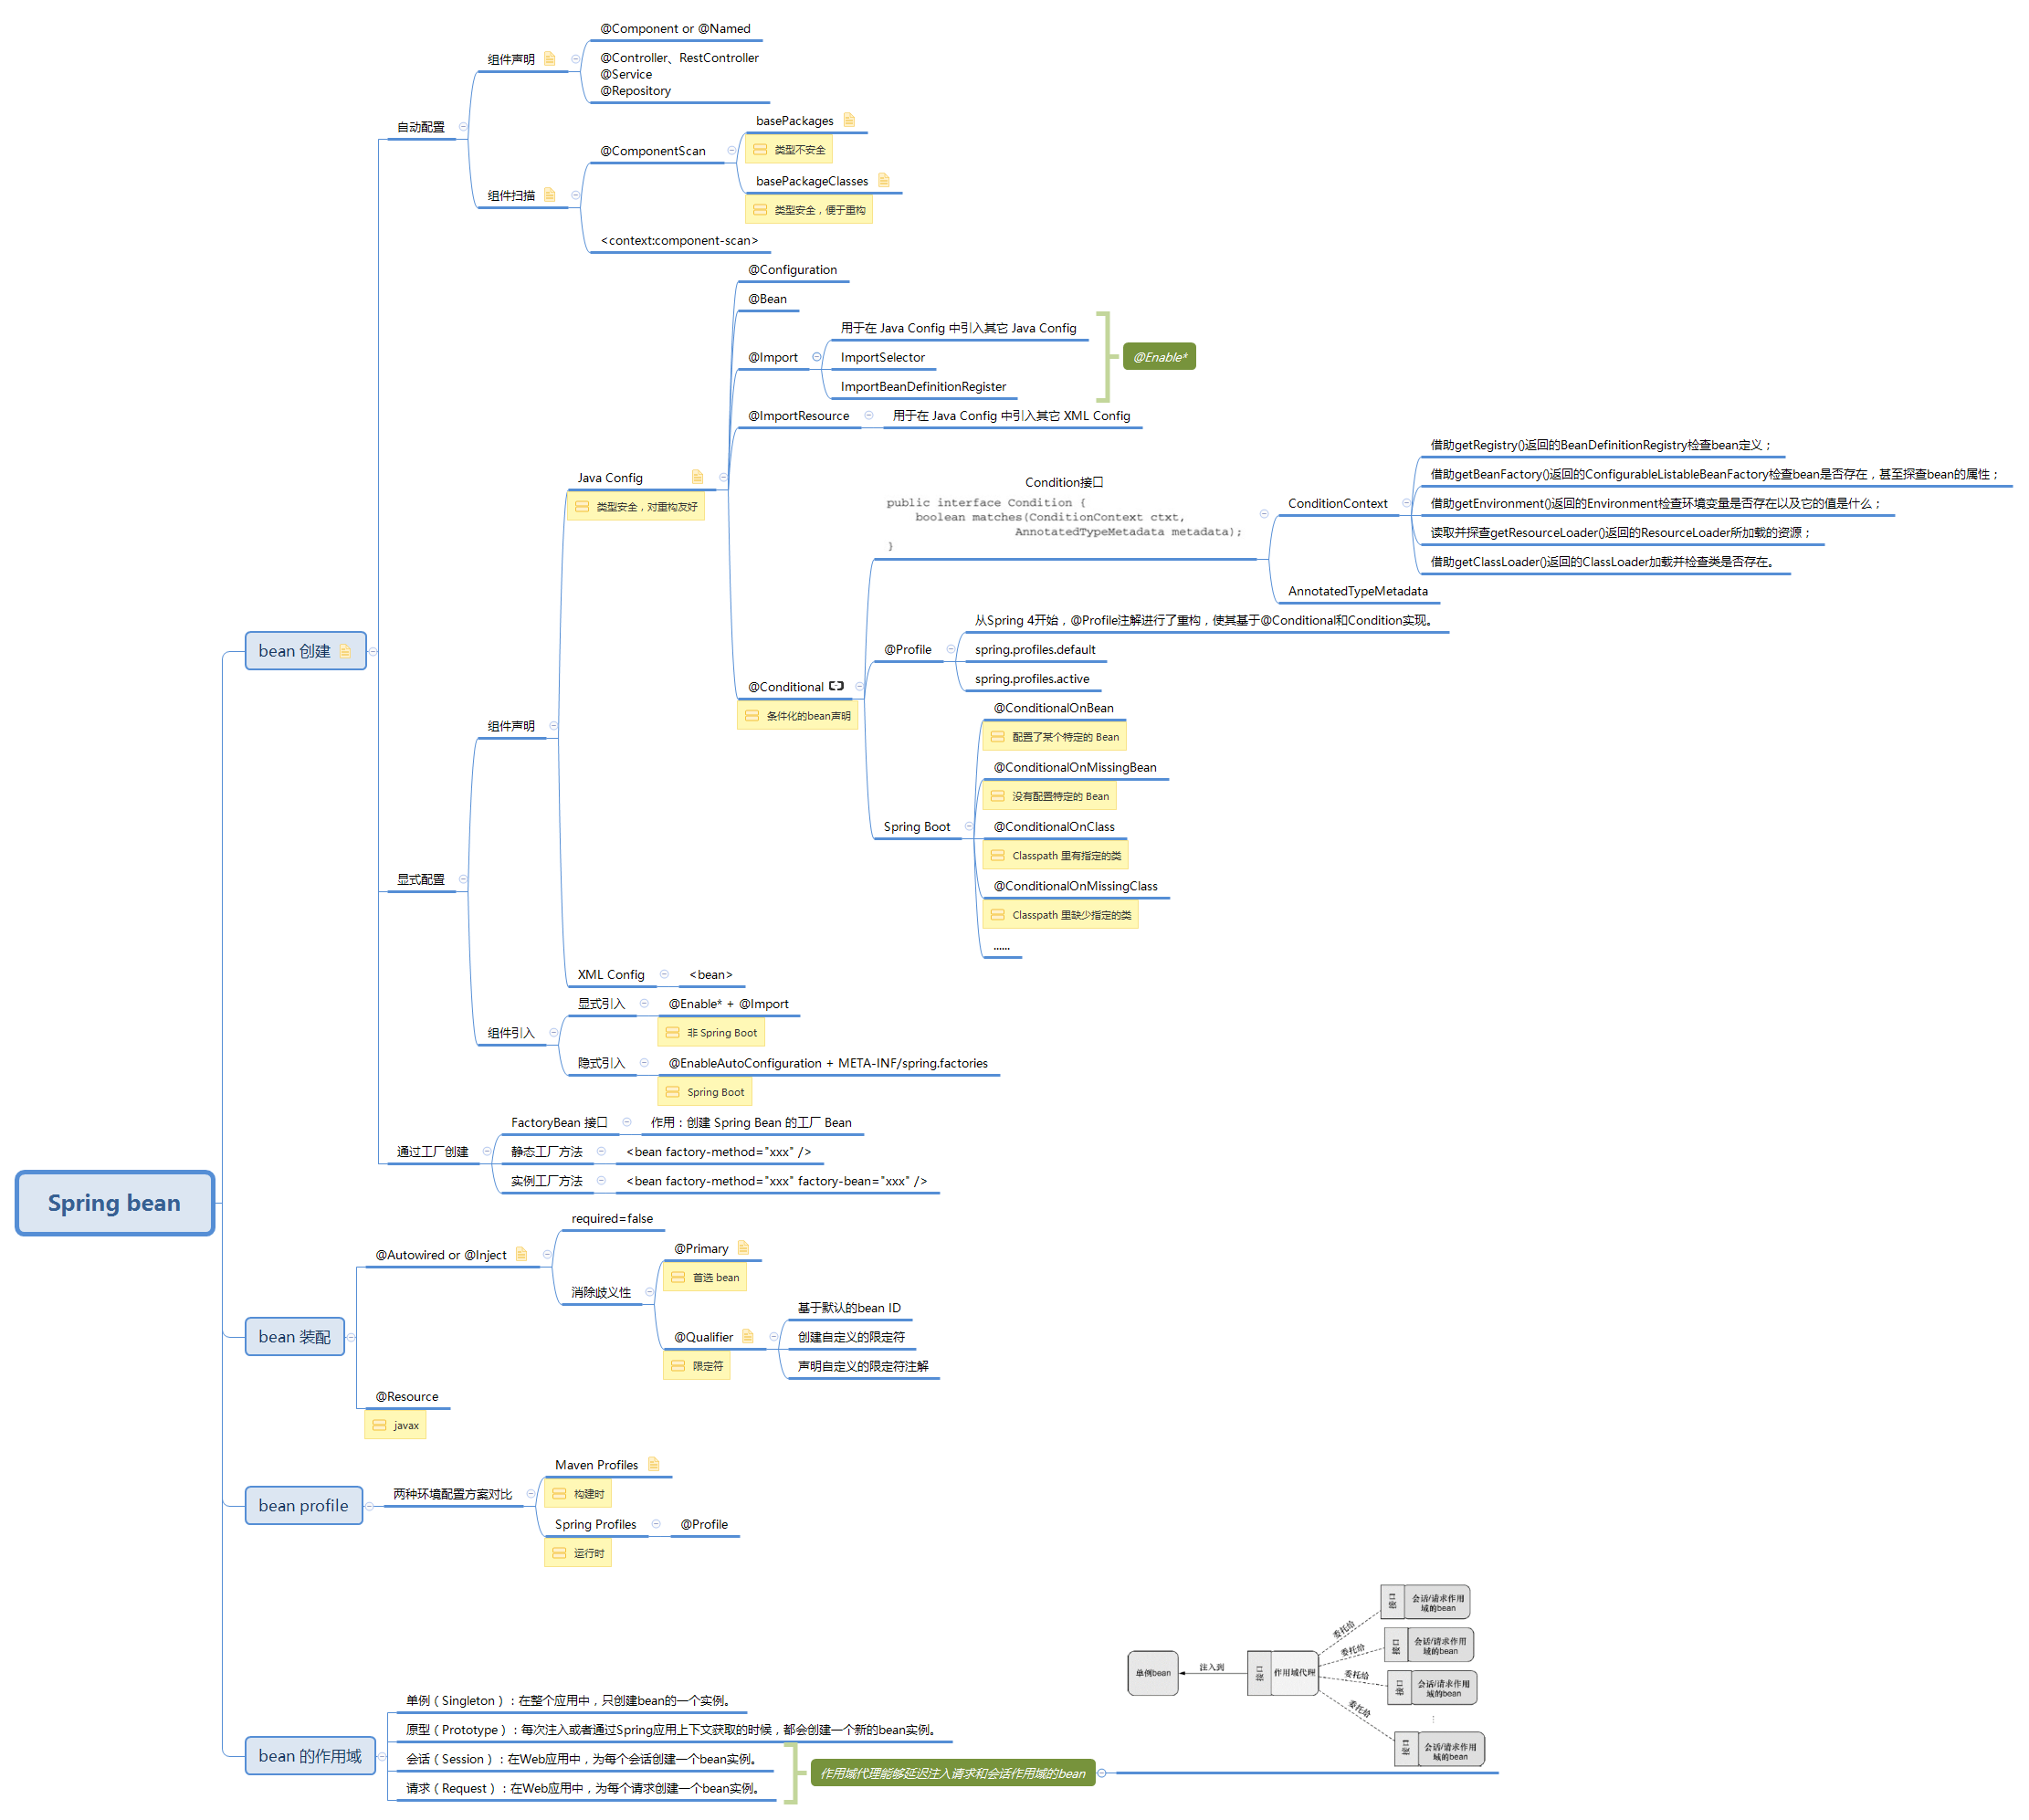 Spring bean
bean 创建
自动配置
组件声明
@Component or @Named
@Controller、RestController
@Service
@Repository
组件扫描
@ComponentScan
basePackages
类型不安全
basePackageClasses
类型安全，便于重构
<context:component-scan>
显式配置
组件声明
Java Config
类型安全，对重构友好
@Configuration
@Bean
@Import
用于在 Java Config 中引入其它 Java Config
ImportSelector
ImportBeanDefinitionRegister
@Enable*
@ImportResource
用于在 Java Config 中引入其它 XML Config
@Conditional
条件化的bean声明
Condition接口
public interface Condition {
boolean matches(ConditionContext ctxt,
AnnotatedTypeMetadata metadata);
}
ConditionContext
借助getRegistry()返回的BeanDefinitionRegistry检查bean定义；
借助getBeanFactory()返回的ConfigurableListableBeanFactory检查bean是否存在，甚至探查bean的属性；
借助getEnvironment()返回的Environment检查环境变量是否存在以及它的值是什么；
读取并探查getResourceLoader()返回的ResourceLoader所加载的资源；
借助getClassLoader()返回的ClassLoader加载并检查类是否存在。
AnnotatedTypeMetadata
@Profile
从Spring 4开始，@Profile注解进行了重构，使其基于@Conditional和Condition实现。
spring.profiles.default
spring.profiles.active
Spring Boot
@ConditionalOnBean
配置了某个特定的 Bean
@ConditionalOnMissingBean
没有配置特定的 Bean
@ConditionalOnClass
Classpath 里有指定的类
@ConditionalOnMissingClass
Classpath 里缺少指定的类
......
XML Config
<bean>
组件引入
显式引入
@Enable* + @Import
非 Spring Boot
隐式引入
@EnableAutoConfiguration + META-INF/spring.factories
Spring Boot
通过工厂创建
FactoryBean 接口
作用：创建 Spring Bean 的工厂 Bean
静态工厂方法
<bean factory-method="xxx" />
实例工厂方法
<bean factory-method="xxx" factory-bean="xxx" />
bean 装配
@Autowired or @Inject
required=false
消除歧义性
@Primary
首选 bean
@Qualifier
限定符
基于默认的bean ID
创建自定义的限定符
声明自定义的限定符注解
@Resource
javax
bean profile
两种环境配置方案对比
Maven Profiles
构建时
Spring Profiles
运行时
@Profile
bean 的作用域
单例（Singleton）：在整个应用中，只创建bean的一个实例。
原型（Prototype）：每次注入或者通过Spring应用上下文获取的时候，都会创建一个新的bean实例。
会话（Session）：在Web应用中，为每个会话创建一个bean实例。
请求（Request）：在Web应用中，为每个请求创建一个bean实例。
作用域代理能够延迟注入请求和会话作用域的bean
单例bean
注入到
接口
作用域代理
委托给
接口
会话/请求作用
域的bean
委托给
接口
会话/请求作用
域的bean
委托给
接口
会话/请求作用
域的bean
⋮
委托给
接口
会话/请求作用
域的bean